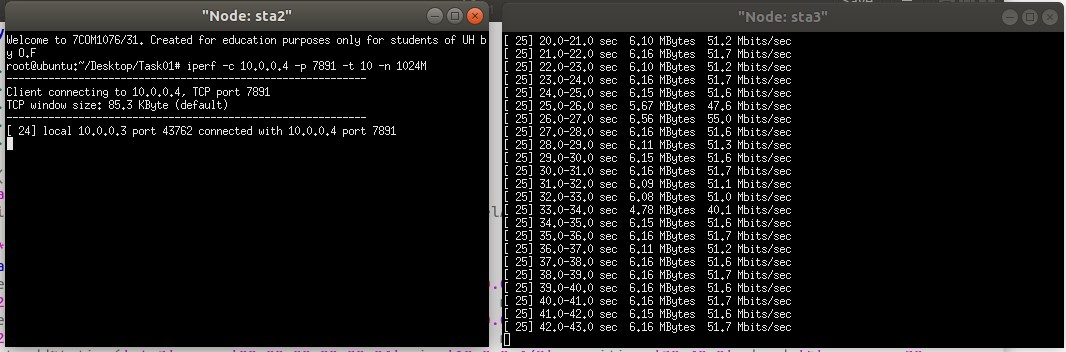 "Node: sta2"
Welcome to 7COM1076/31. Created for education purposes only for students of UH b
y O.F
root@ubuntu:~/Desktop/Task01# iperf -c 10.0.0.4 -p 7891 -t 10 -n 1024M
------------------------------------------------------------
Client connecting to 10.0.0.4, TCP port 7891
TCP window size: 85.3 KByte (default)
------------------------------------------------------------
[ 24] local 10.0.0.3 port 43762 connected with 10.0.0.4 port 7891
"Node: sta3"
[ 25] 20.0-21.0 sec  6.10 MBytes  51.2 Mbits/sec
[ 25] 21.0-22.0 sec  6.16 MBytes  51.7 Mbits/sec
[ 25] 22.0-23.0 sec  6.10 MBytes  51.2 Mbits/sec
[ 25] 23.0-24.0 sec  6.16 MBytes  51.7 Mbits/sec
[ 25] 24.0-25.0 sec  6.15 MBytes  51.6 Mbits/sec
[ 25] 25.0-26.0 sec  5.67 MBytes  47.6 Mbits/sec
[ 25] 26.0-27.0 sec  6.56 MBytes  55.0 Mbits/sec
[ 25] 27.0-28.0 sec  6.16 MBytes  51.6 Mbits/sec
[ 25] 28.0-29.0 sec  6.11 MBytes  51.3 Mbits/sec
[ 25] 29.0-30.0 sec  6.15 MBytes  51.6 Mbits/sec
[ 25] 30.0-31.0 sec  6.16 MBytes  51.7 Mbits/sec
[ 25] 31.0-32.0 sec  6.09 MBytes  51.1 Mbits/sec
[ 25] 32.0-33.0 sec  6.08 MBytes  51.0 Mbits/sec
[ 25] 33.0-34.0 sec  4.78 MBytes  40.1 Mbits/sec
[ 25] 34.0-35.0 sec  6.15 MBytes  51.6 Mbits/sec
[ 25] 35.0-36.0 sec  6.16 MBytes  51.7 Mbits/sec
[ 25] 36.0-37.0 sec  6.11 MBytes  51.2 Mbits/sec
[ 25] 37.0-38.0 sec  6.16 MBytes  51.6 Mbits/sec
[ 25] 38.0-39.0 sec  6.16 MBytes  51.7 Mbits/sec
[ 25] 39.0-40.0 sec  6.16 MBytes  51.6 Mbits/sec
[ 25] 40.0-41.0 sec  6.16 MBytes  51.7 Mbits/sec
[ 25] 41.0-42.0 sec  6.15 MBytes  51.6 Mbits/sec
[ 25] 42.0-43.0 sec  6.16 MBytes  51.7 Mbits/sec